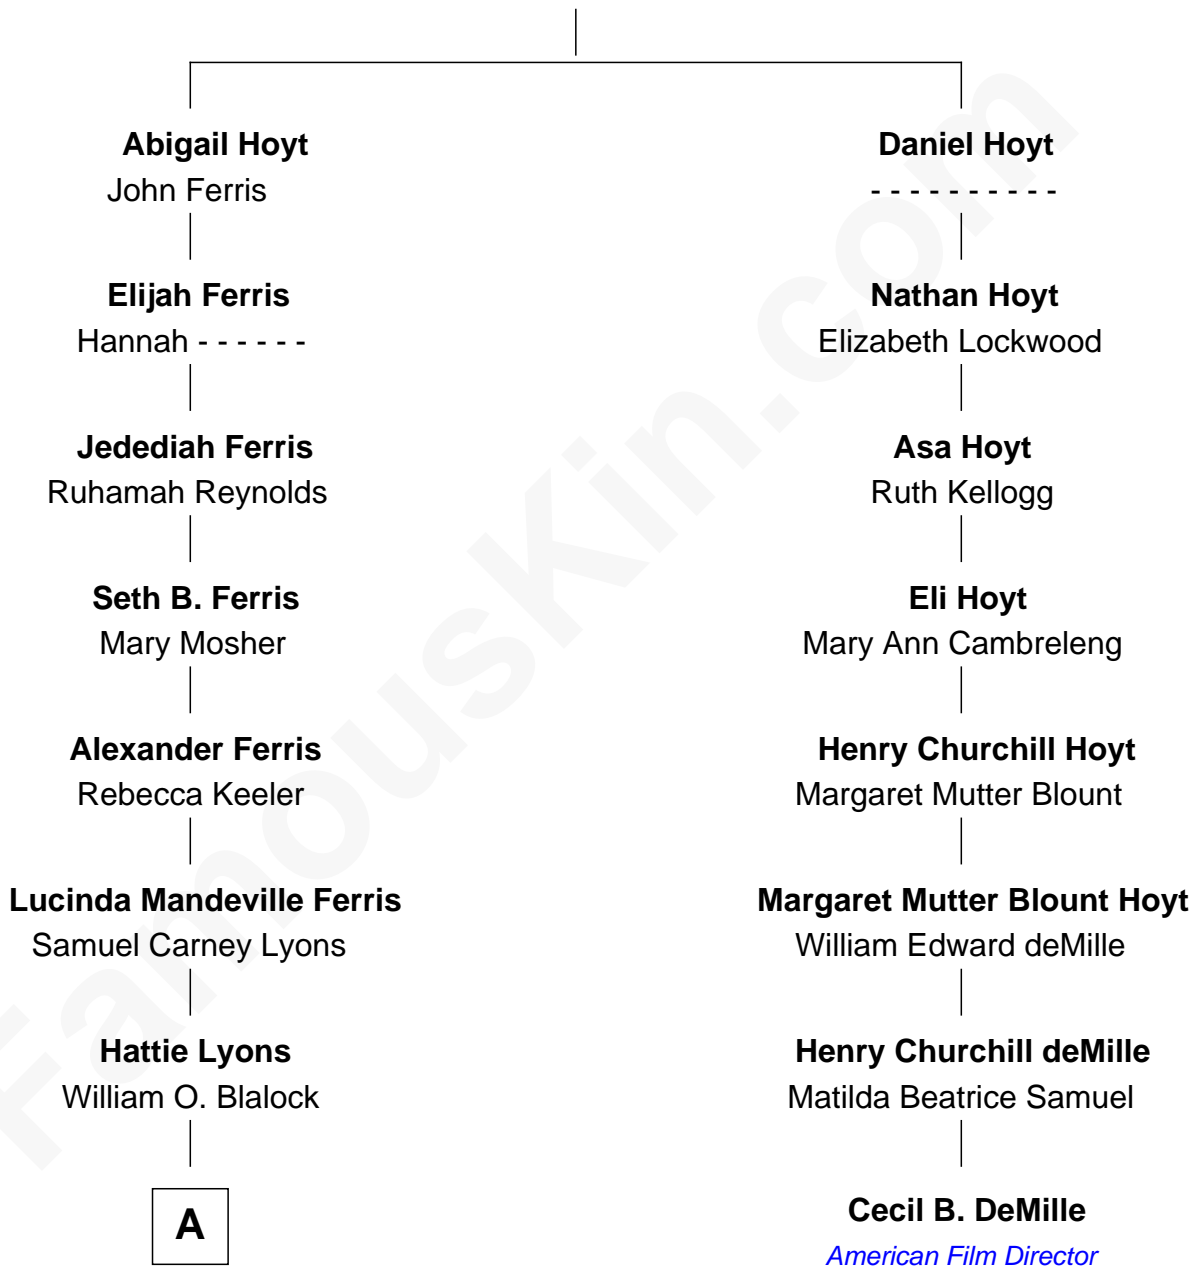 Abigail Hoyt
John Ferris
Elijah Ferris
Hannah - - - - - -
Jedediah Ferris
Ruhamah Reynolds
Seth B. Ferris
Mary Mosher
Alexander Ferris
Rebecca Keeler
Lucinda Mandeville Ferris
Samuel Carney Lyons
Hattie Lyons
William O. Blalock
A
Daniel Hoyt
- - - - - - - - - -
Nathan Hoyt
Elizabeth Lockwood
Asa Hoyt
Ruth Kellogg
Eli Hoyt
Mary Ann Cambreleng
Henry Churchill Hoyt
Margaret Mutter Blount
Margaret Mutter Blount Hoyt
William Edward deMille
Henry Churchill deMille
Matilda Beatrice Samuel
Cecil B. DeMille
American Film Director
FamousKin.com